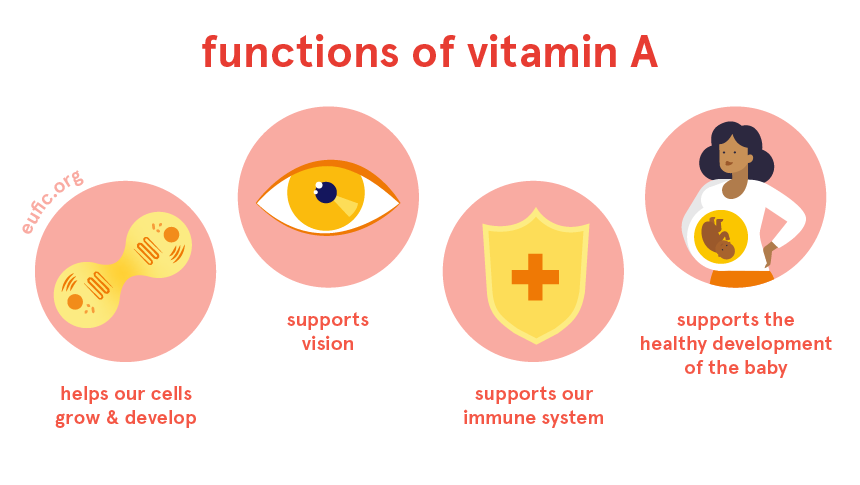 functions of vitamin A
eufic.org
helps our cells
grow & develop
supports
vision
supports our
immune system
supports the
healthy development
of the baby